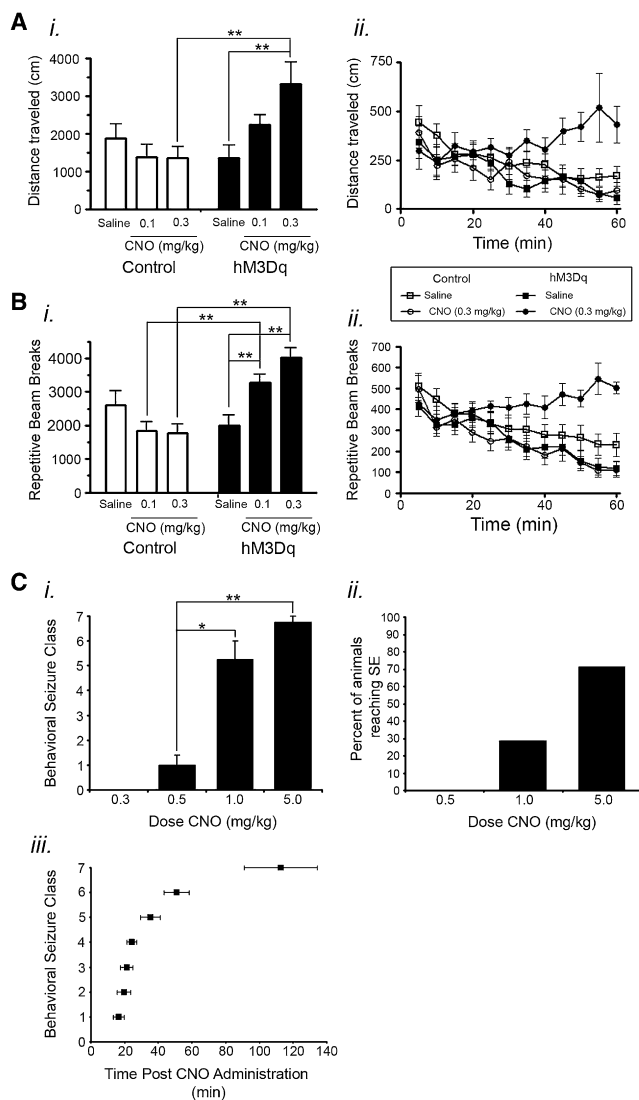 A
i.
**
**
Distance traveled (cm)
4000
3000
2000
1000
0
Saline 0.1 0.3 Saline 0.1 0.3
CNO (mg/kg) CNO (mg/kg)
Control hM3Dq
ii.
Distance traveled (cm)
750
500
250
0
0 20 40 60
Time (min)
Control hM3Dq
Saline Saline
CNO (0.3 mg/kg) CNO (0.3 mg/kg)
B
i.
**
**
**
**
Repetitive Beam Breaks
4000
3000
2000
1000
0
Saline 0.1 0.3 Saline 0.1 0.3
CNO (mg/kg) CNO (mg/kg)
Control hM3Dq
ii.
Repetitive Beam Breaks
700
600
500
400
300
200
100
0
0 20 40 60
Time (min)
C
i.
**
*
Behavioral Seizure Class
7
6
5
4
3
2
1
0
0.3 0.5 1.0 5.0
Dose CNO (mg/kg)
ii.
Percent of animals
reaching SE
100
90
80
70
60
50
40
30
20
10
0
0.5 1.0 5.0
Dose CNO (mg/kg)
iii.
Behavioral Seizure Class
7
6
5
4
3
2
1
0 20 40 60 80 100 120 140
Time Post CNO Administration
(min)